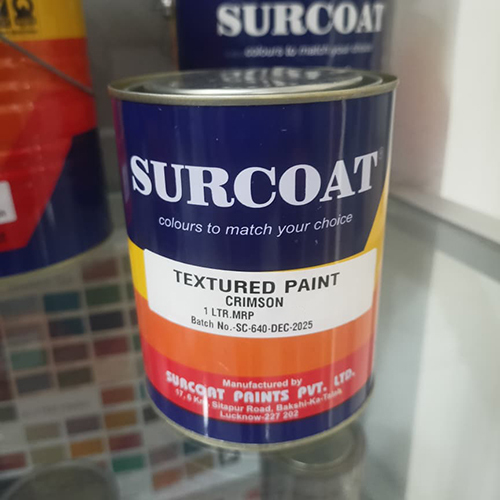 SURCOAT
colours to match your choice
SURCOAT®
colours to match your choice
TEXTURED PAINT
CRIMSON
1 LTR.MRP
Batch No.-SC-640-DEC-2025
Manufactured by
SURCOAT PAINTS PVT. LTD.
Sitapur Road, Bakshi-Ka-Talab
Lucknow-227 202